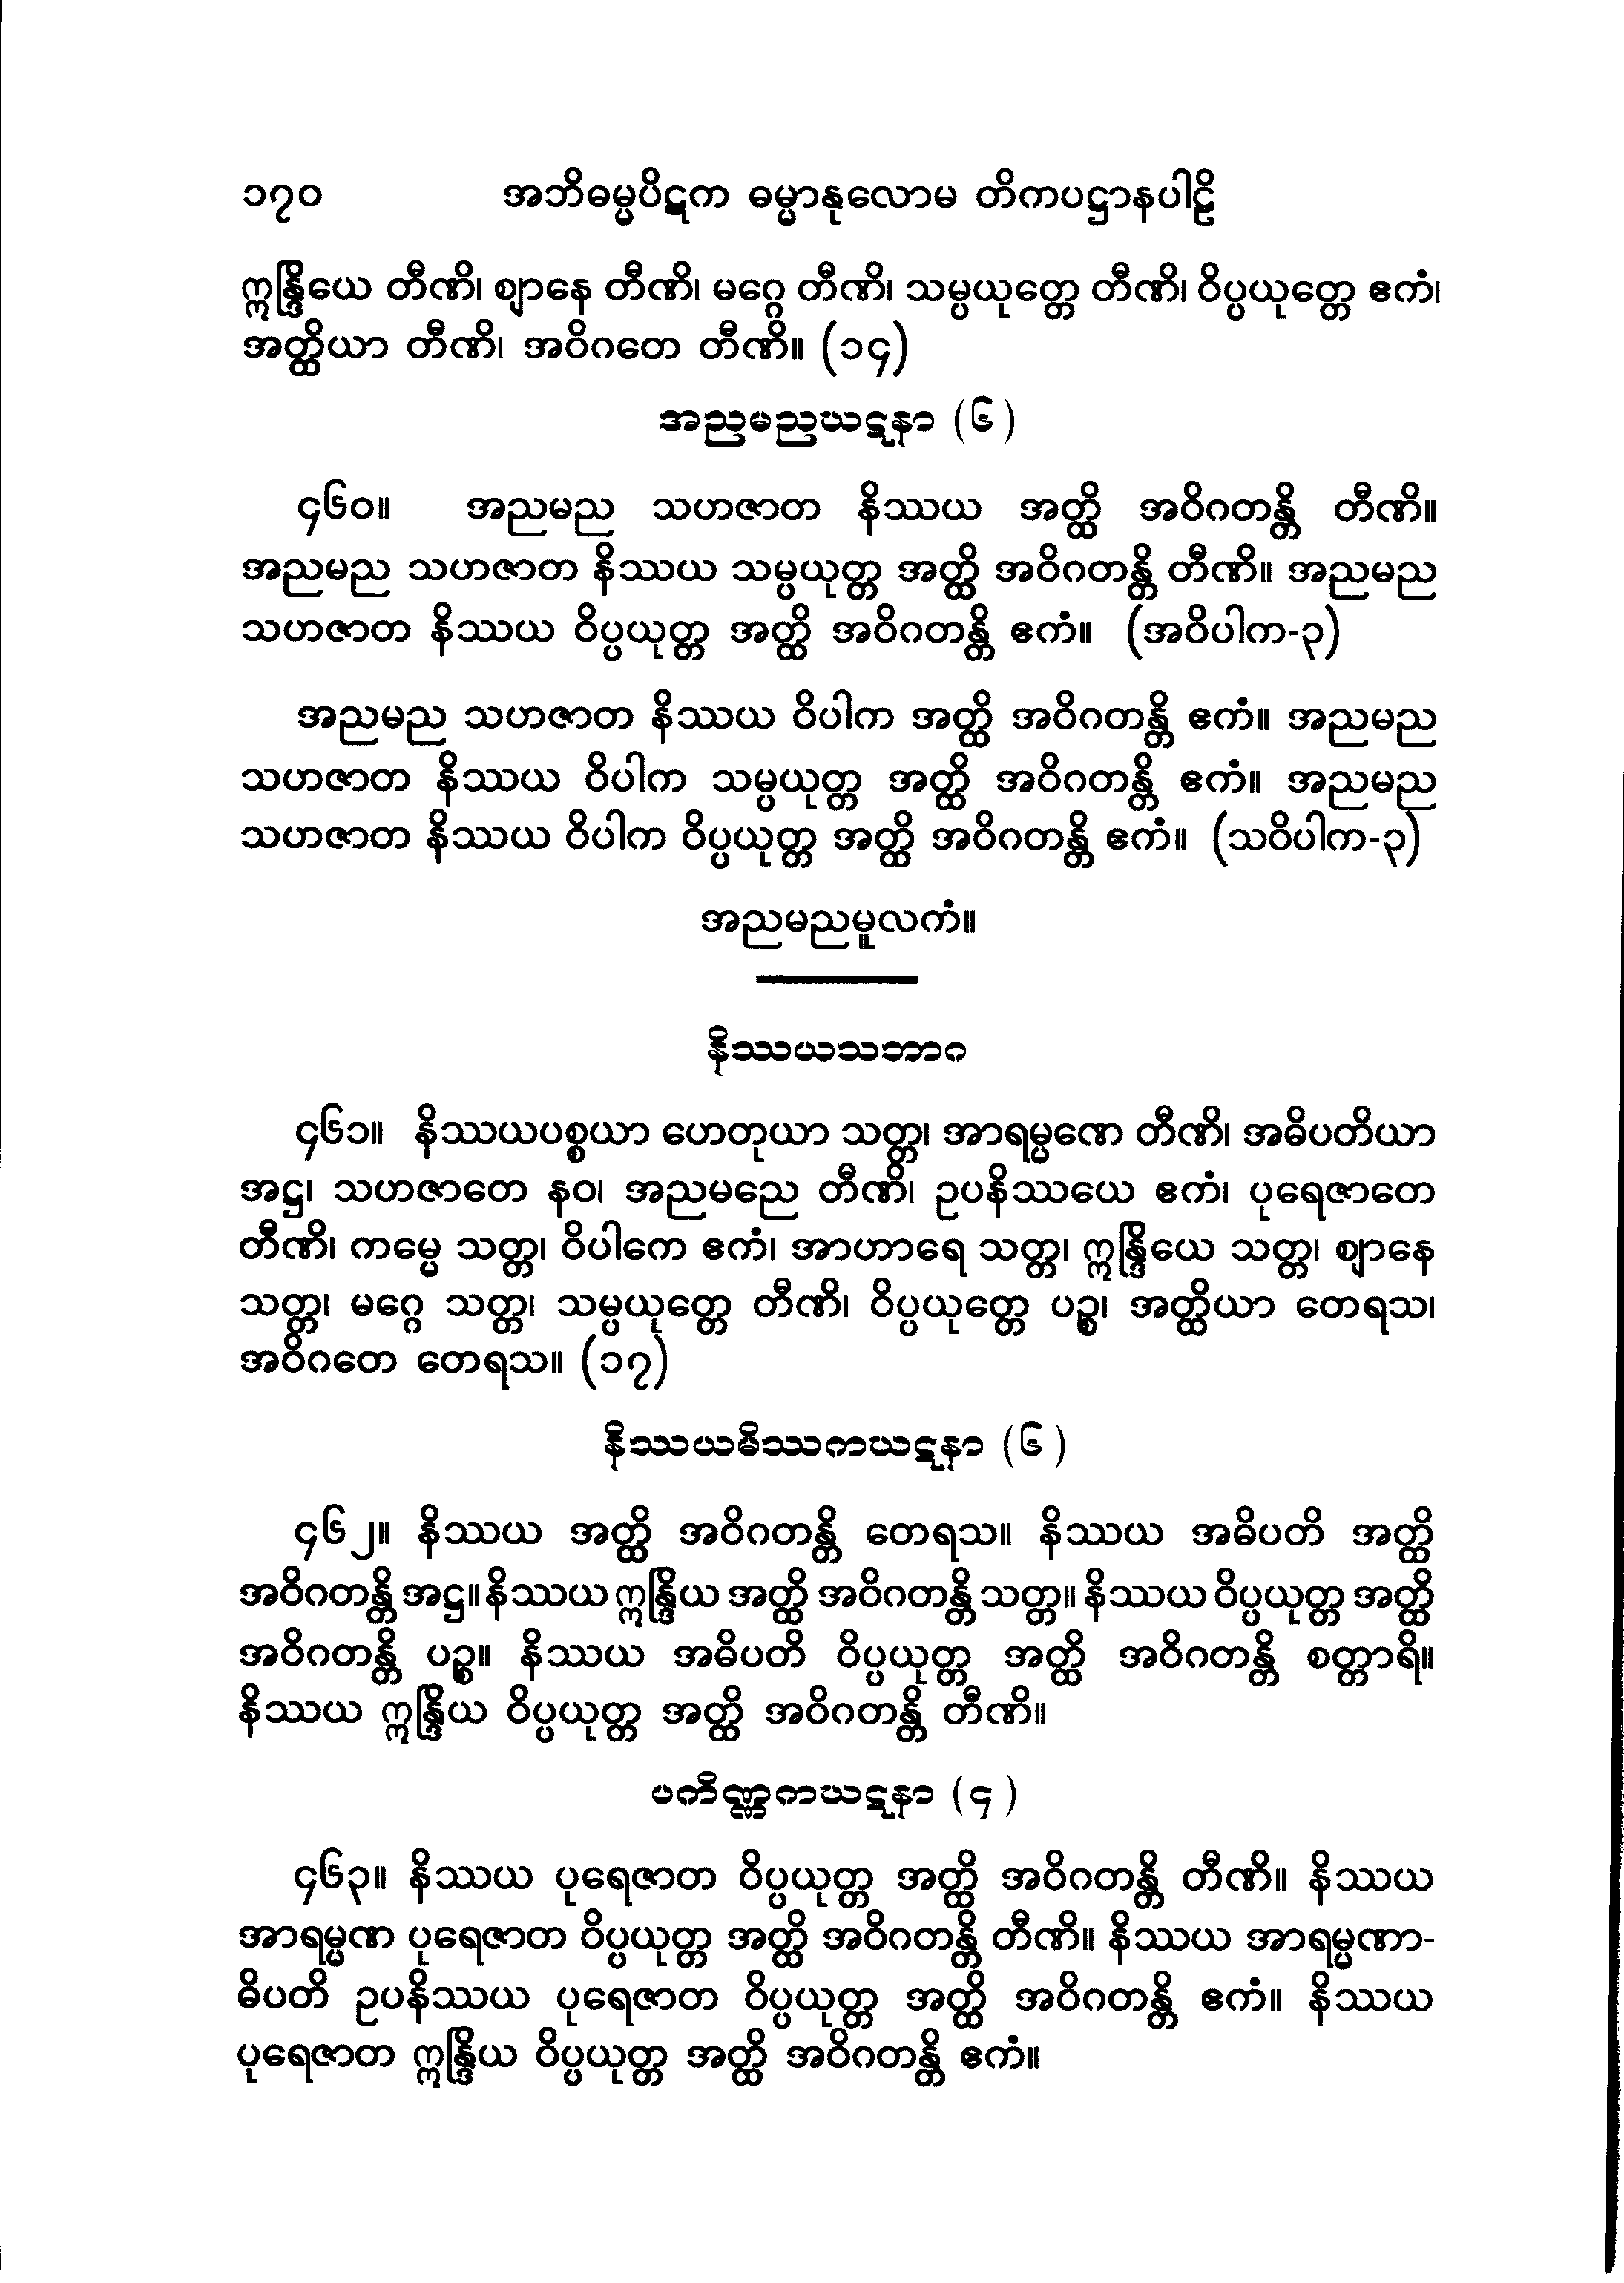 ၁၇၀ အဘိဓမ္မပိဋက ဓမ္မာနုလောမ တိကပဋ္ဌာနပါဠိ
ဣန္ဒြိယေ တီဏိ၊ ဈာနေ တီဏိ၊ မဂ္ဂေ တီဏိ၊ သမ္ပယုတ္တေ တီဏိ၊ ဝိပ္ပယုတ္တေ ဧကံ၊
အတ္ထိယာ တီဏိ၊ အဝိဂတေ တီဏိ။ (၁၄)
အညမညဃဋနာ (၆)
၄၆၀။ အညမည သဟဇာတ နိဿယ အတ္ထိ အဝိဂတန္တိ တီဏိ။
အညမည သဟဇာတ နိဿယ သမ္ပယုတ္တ အတ္ထိ အဝိဂတန္တိ တီဏိ။ အညမည
သဟဇာတ နိဿယ ဝိပ္ပယုတ္တ အတ္ထိ အဝိဂတန္တိ ဧကံ။ (အဝိပါက-၃)
အညမည သဟဇာတ နိဿယ ဝိပါက အတ္ထိ အဝိဂတန္တိ ဧကံ။ အညမည
သဟဇာတ နိဿယ ဝိပါက သမ္ပယုတ္တ အတ္ထိ အဝိဂတန္တိ ဧကံ။ အညမည
သဟဇာတ နိဿယ ဝိပါက ဝိပ္ပယုတ္တ အတ္ထိ အဝိဂတန္တိ ဧကံ။ (သဝိပါက-၃)
အညမညမူလကံ။
နိဿယသဘာဂ
၄၆၁။ နိဿယပစ္စယာ ဟေတုယာ သတ္တ၊ အာရမ္မဏေ တီဏိ၊ အဓိပတိယာ
အဋ္ဌ၊ သဟဇာတေ နဝ၊ အညမညေ တီဏိ၊ ဥပနိဿယေ ဧကံ၊ ပုရေဇာတေ
တီဏိ၊ ကမ္မေ သတ္တ၊ ဝိပါကေ ဧကံ၊ အာဟာရေ သတ္တ၊ ဣန္ဒြိယေ သတ္တ၊ ဈာနေ
သတ္တ၊ မဂ္ဂေ သတ္တ၊ သမ္ပယုတ္တေ တီဏိ၊ ဝိပ္ပယုတ္တေ ပဉ္စ၊ အတ္ထိယာ တေရသ၊
အဝိဂတေ တေရသ။ (၁၇)
နိဿယမိဿကဃဋနာ (၆)
၄၆၂။ နိဿယ အတ္ထိ အဝိဂတန္တိ တေရသ။ နိဿယ အဓိပတိ အတ္ထိ
အဝိဂတန္တိ အဋ္ဌ။ နိဿယ ဣန္ဒြိယ အတ္ထိ အဝိဂတန္တိ သတ္တ။ နိဿယ ဝိပ္ပယုတ္တ အတ္ထိ
အဝိဂတန္တိ ပဉ္စ။ နိဿယ အဓိပတိ ဝိပ္ပယုတ္တ အတ္ထိ အဝိဂတန္တိ စတ္တာရိ။
နိဿယ ဣန္ဒြိယ ဝိပ္ပယုတ္တ အတ္ထိ အဝိဂတန္တိ တီဏိ။
ပကိဏ္ဏကဃဋနာ (၄)
၄၆၃။ နိဿယ ပုရေဇာတ ဝိပ္ပယုတ္တ အတ္ထိ အဝိဂတန္တိ တီဏိ။ နိဿယ
အာရမ္မဏ ပုရေဇာတ ဝိပ္ပယုတ္တ အတ္ထိ အဝိဂတန္တိ တီဏိ။ နိဿယ အာရမ္မဏာ-
ဓိပတိ ဥပနိဿယ ပုရေဇာတ ဝိပ္ပယုတ္တ အတ္ထိ အဝိဂတန္တိ ဧကံ။ နိဿယ
ပုရေဇာတ ဣန္ဒြိယ ဝိပ္ပယုတ္တ အတ္ထိ အဝိဂတန္တိ ဧကံ။